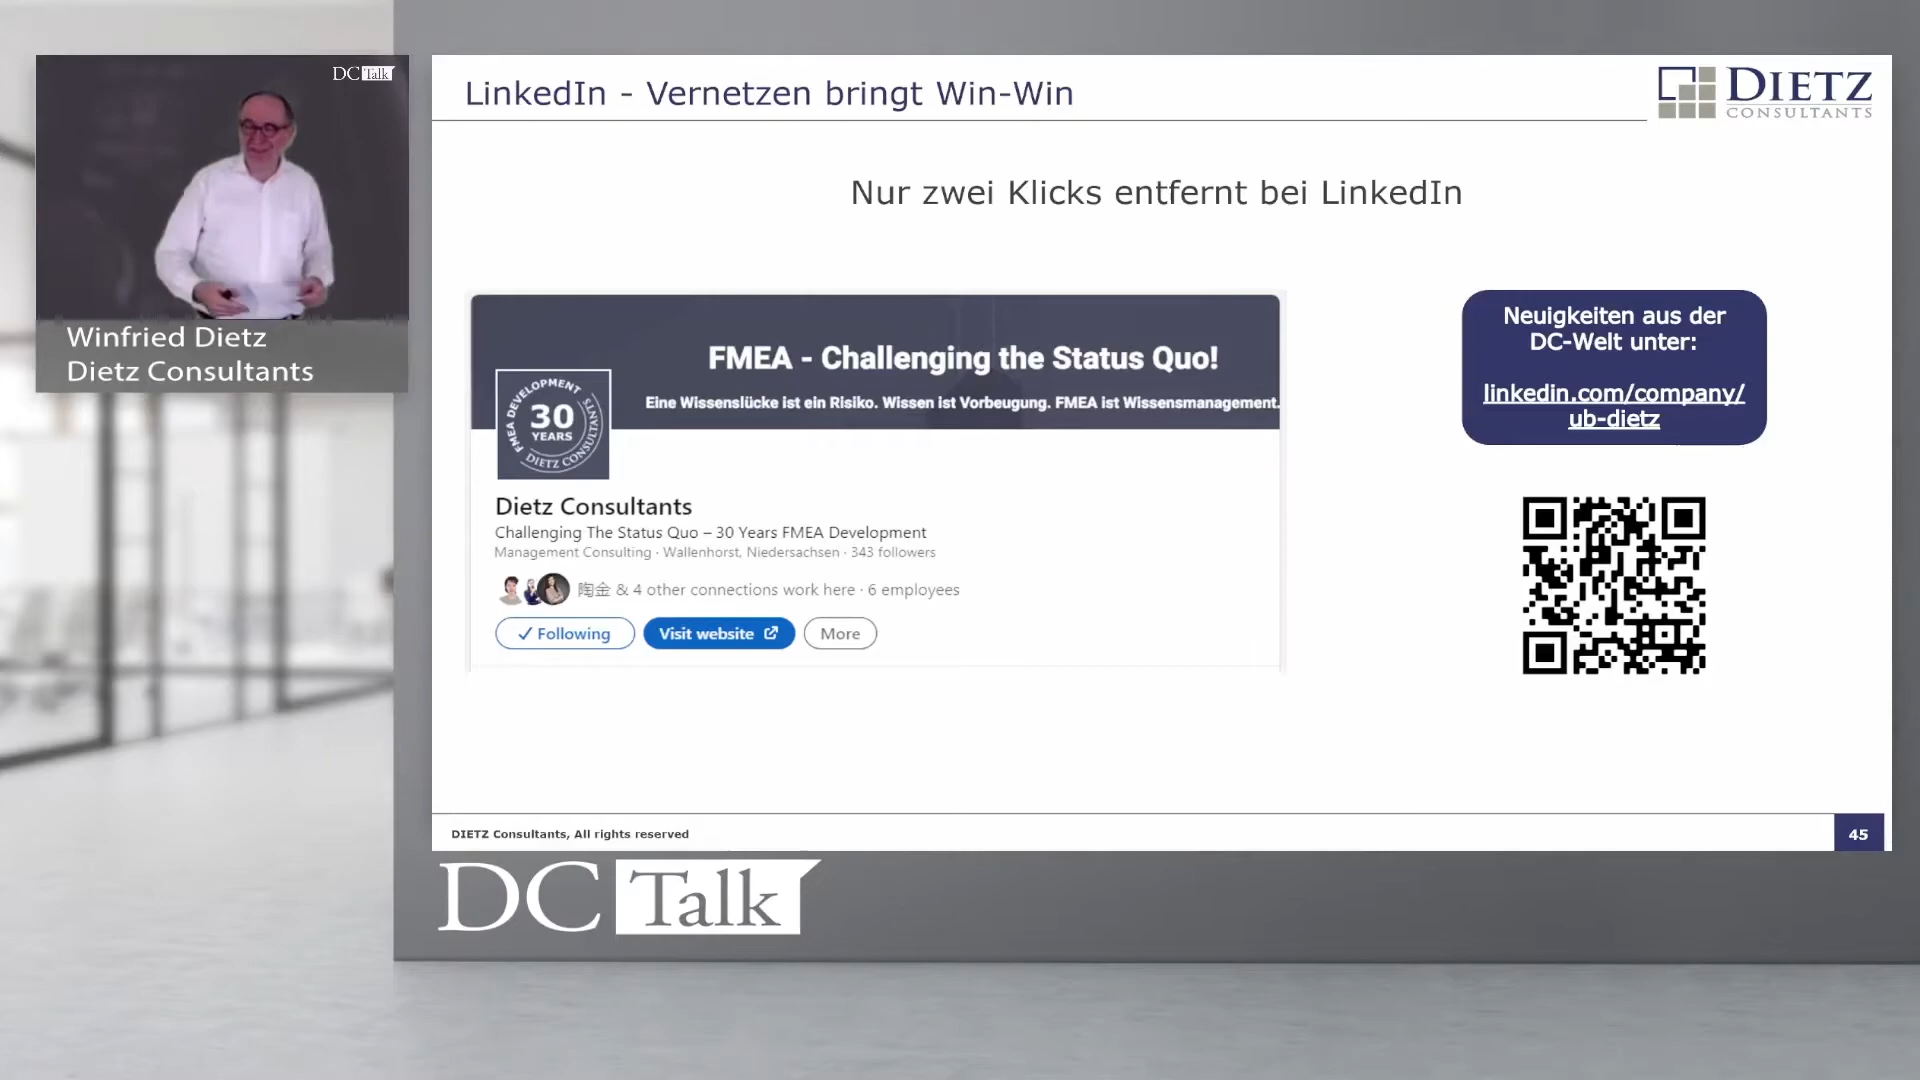 DC Talk
Winfried Dietz
Dietz Consultants
LinkedIn - Vernetzen bringt Win-Win
DIETZ
CONSULTANTS
Nur zwei Klicks entfernt bei LinkedIn
FMEA - Challenging the Status Quo!
Eine Wissenslücke ist ein Risiko. Wissen ist Vorbeugung. FMEA ist Wissensmanagement.
FMEA DEVELOPMENT
30
YEARS
DIETZ CONSULTANTS
Dietz Consultants
Challenging The Status Quo – 30 Years FMEA Development
Management Consulting · Wallenhorst, Niedersachsen · 343 followers
陶金 & 4 other connections work here · 6 employees
Following
Visit website
More
Neuigkeiten aus der
DC-Welt unter:
linkedin.com/company/
ub-dietz
DIETZ Consultants, All rights reserved
45
DC Talk